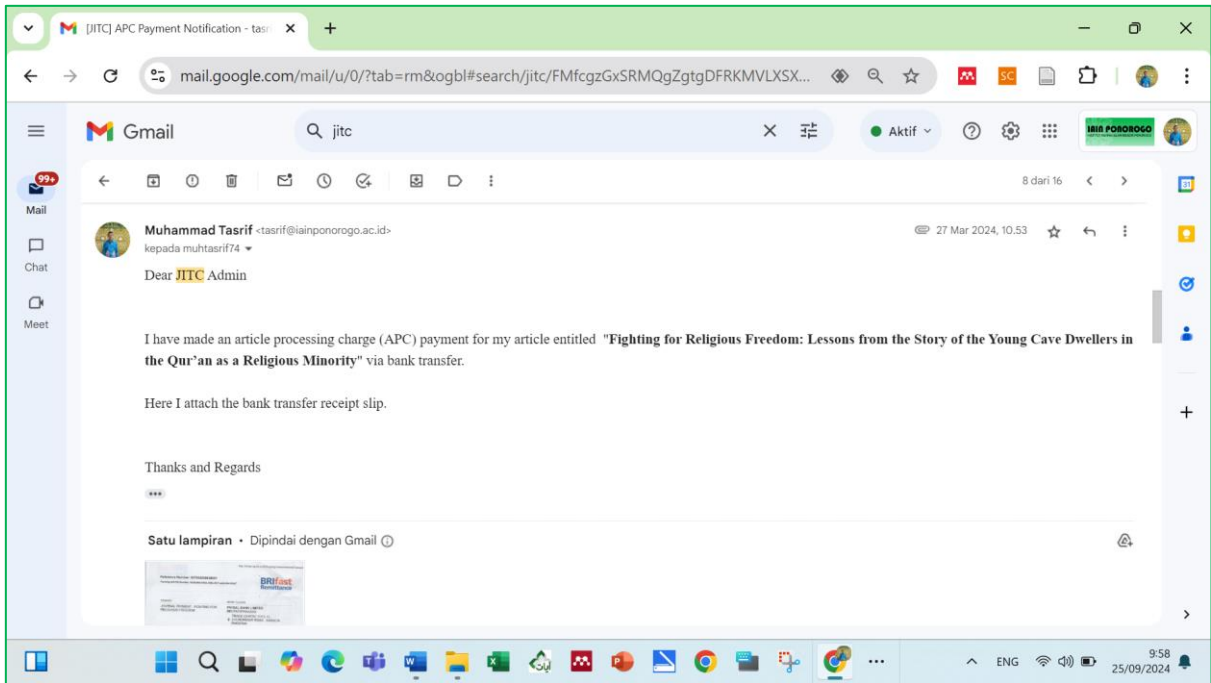 [JITC] APC Payment Notification - tasri
mail.google.com/mail/u/0/?tab=rm&ogbl#search/jitc/FMfcgzGxSRMQgZgtgDFRKMVLXSX...
SC
Gmail
jitc
Aktif
IAIN PONOROGO
99+
Mail
Chat
Meet
8 dari 16
31
Muhammad Tasrif <tasrif@iainponorogo.ac.id>
27 Mar 2024, 10.53
kepada muhtasrif74
Dear JITC Admin
I have made an article processing charge (APC) payment for my article entitled "Fighting for Religious Freedom: Lessons from the Story of the Young Cave Dwellers in
the Qur'an as a Religious Minority" via bank transfer.
Here I attach the bank transfer receipt slip.
Thanks and Regards
Satu lampiran • Dipindai dengan Gmail
BRIfast
Remittance
ENG
9:58
25/09/2024